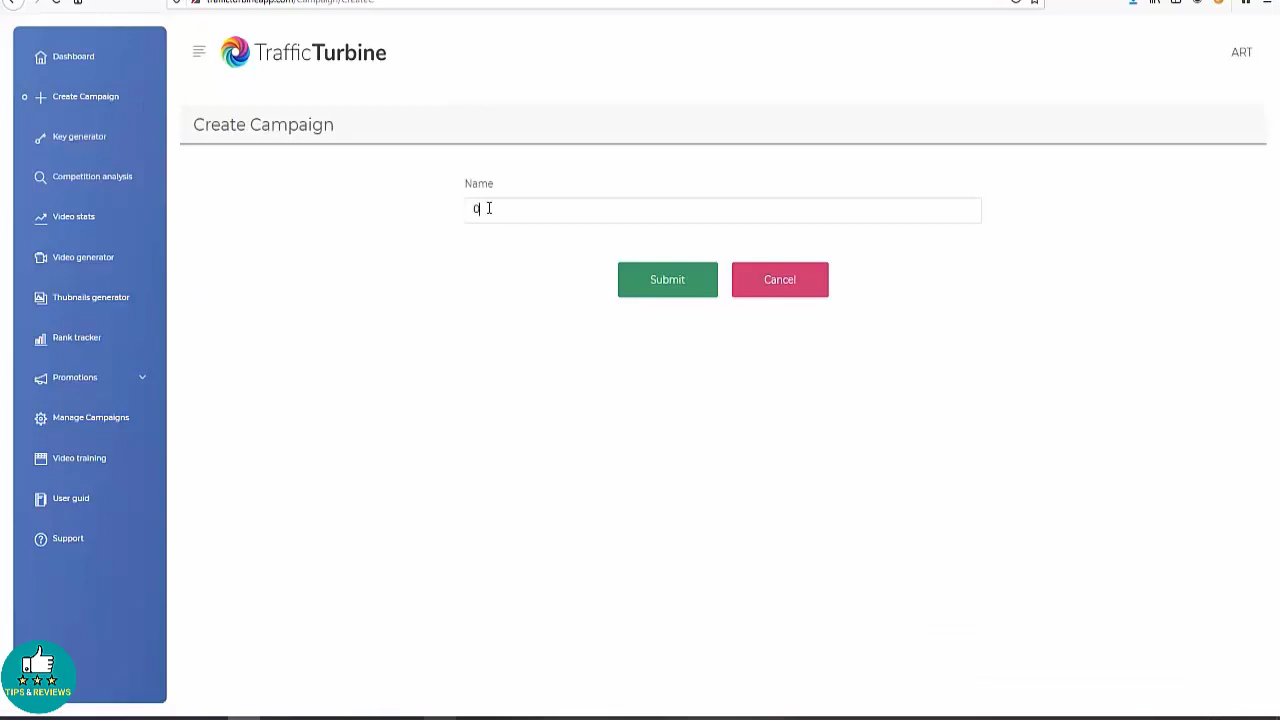 TrafficTurbine
ART
Dashboard
Create Campaign
Key generator
Competition analysis
Video stats
Video generator
Thubnails generator
Rank tracker
Promotions
Manage Campaigns
Video training
User guid
Support
Create Campaign
Name
Submit
Cancel
TIPS & REVIEWS